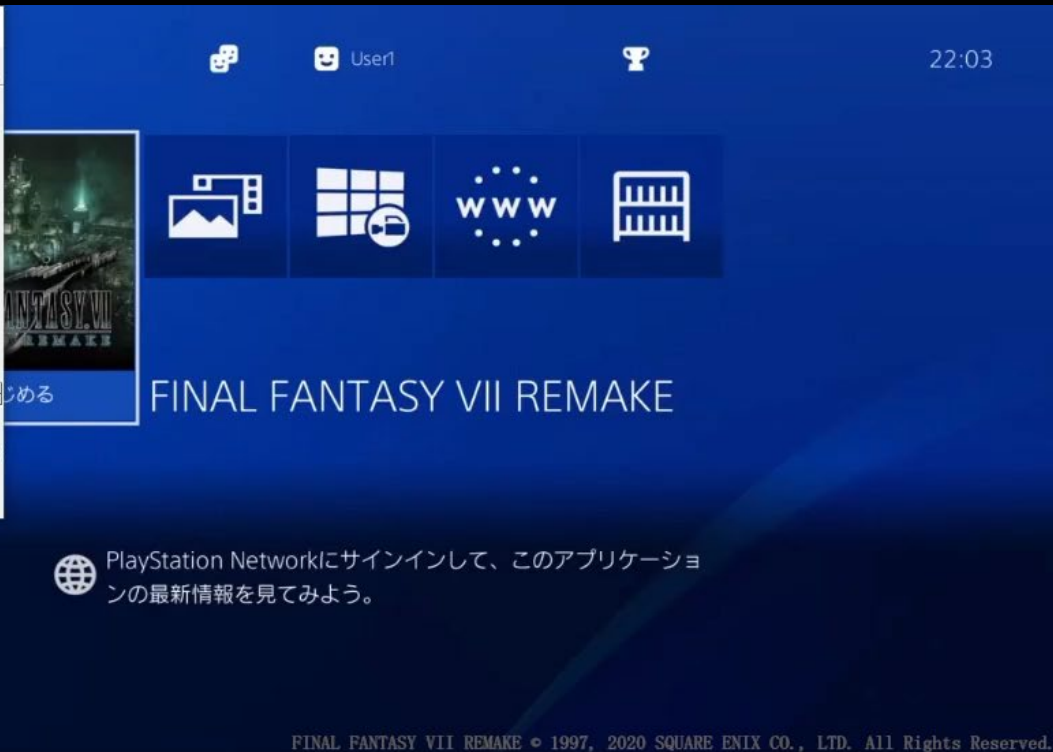 User1
22:03
WWW
ANTASY VII
REMAKE
じめる
FINAL FANTASY VII REMAKE
PlayStation Networkにサインインして、このアプリケーショ
ンの最新情報を見てみよう。
FINAL FANTASY VII REMAKE © 1997, 2020 SQUARE ENIX CO., LTD. All Rights Reserved.